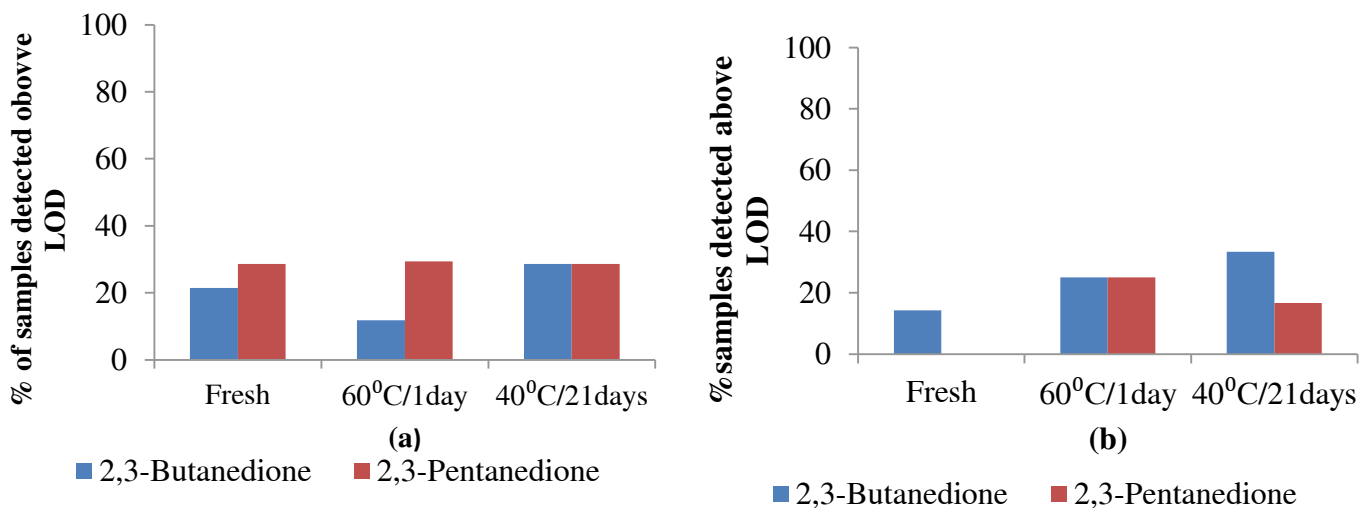 % of samples detected obovve
LOD
100
80
60
40
20
0
Fresh
60⁰C/1day
40⁰C/21days
(a)
2,3-Butanedione
2,3-Pentanedione
%samples detected above
LOD
100
80
60
40
20
0
Fresh
60⁰C/1day
40⁰C/21days
(b)
2,3-Butanedione
2,3-Pentanedione